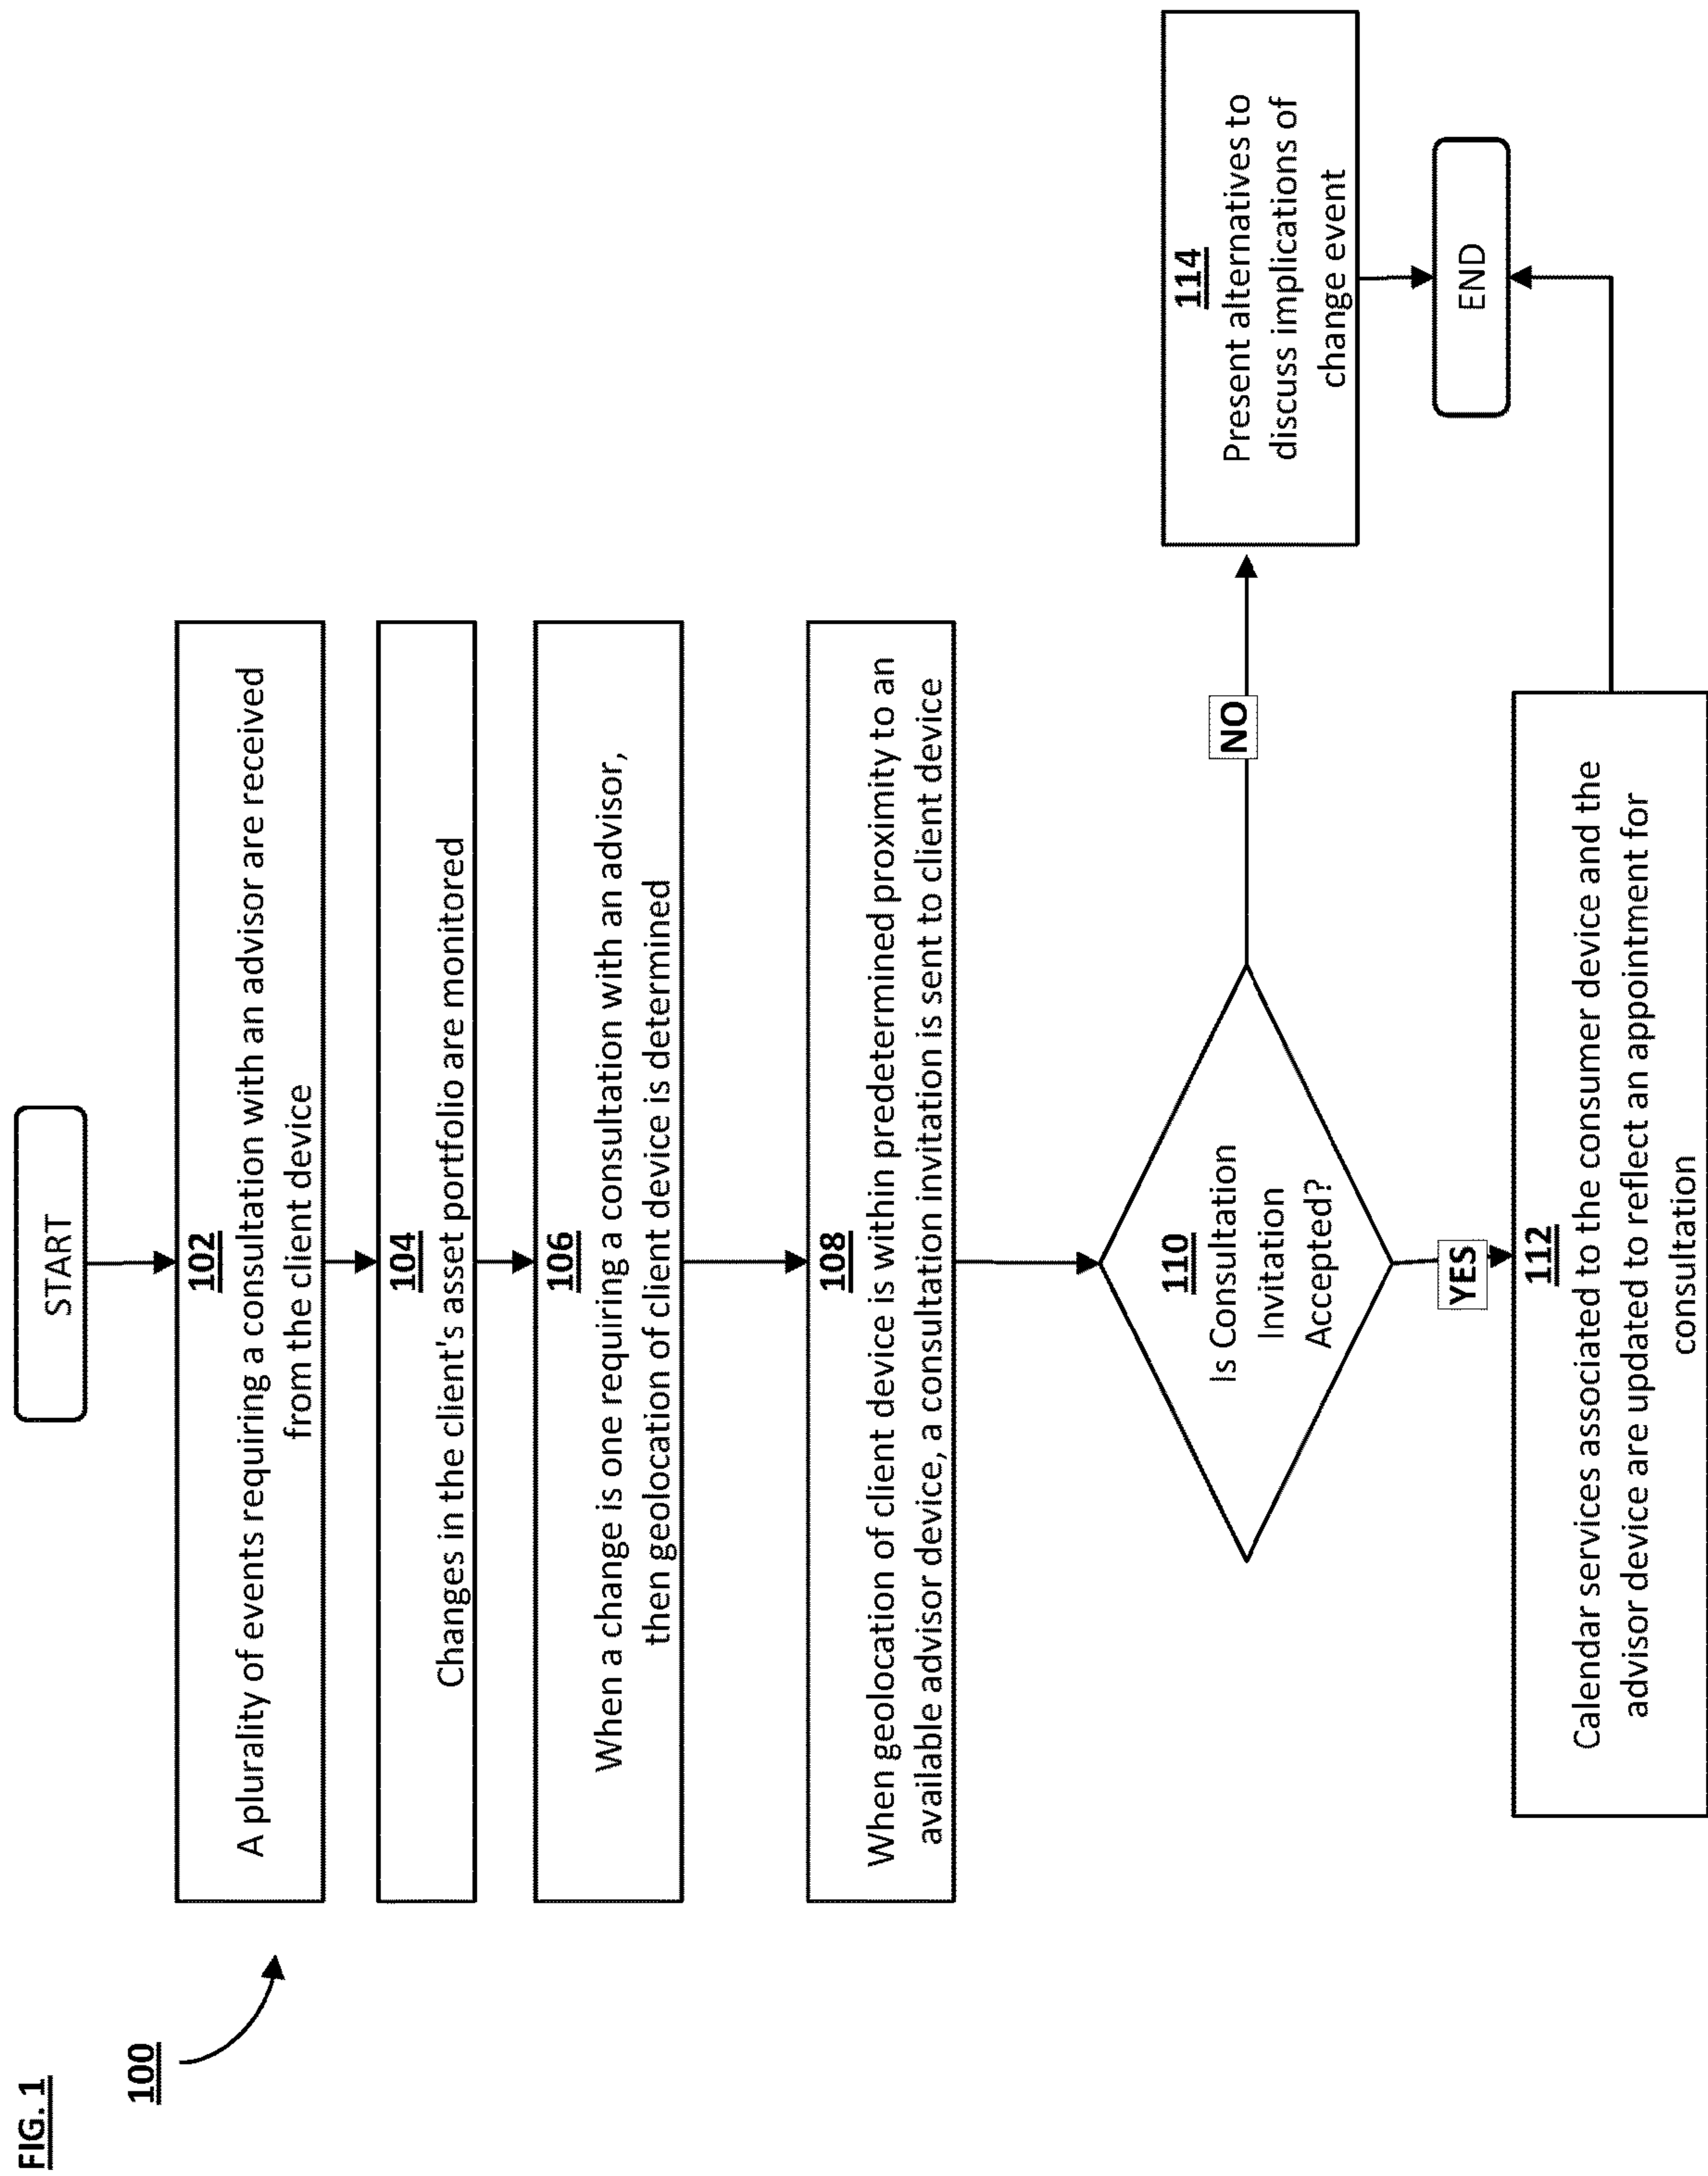 FIG. 1
100
START
102
A plurality of events requiring a consultation with an advisor are received
from the client device
104
Changes in the client's asset portfolio are monitored
106
When a change is one requiring a consultation with an advisor,
then geolocation of client device is determined
108
When geolocation of client device is within predetermined proximity to an
available advisor device, a consultation invitation is sent to client device
110
Is Consultation
Invitation
Accepted?
NO
114
Present alternatives to
discuss implications of
change event
YES
112
Calendar services associated to the consumer device and the
advisor device are updated to reflect an appointment for
consultation
END